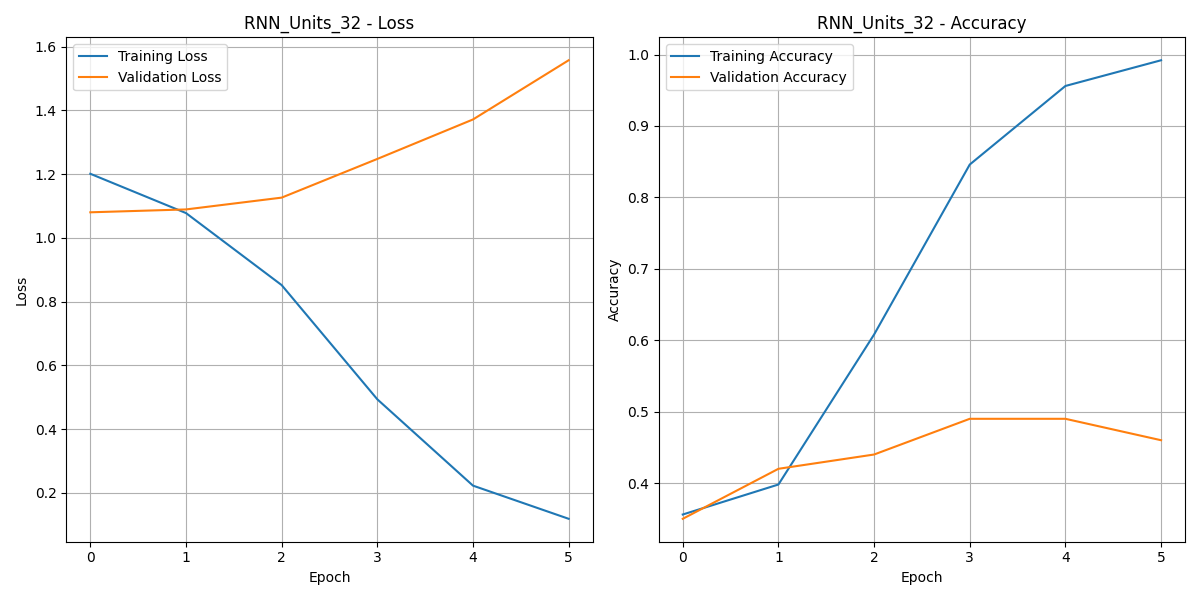 RNN_Units_32 - Loss
Training Loss
Validation Loss
1.6
1.4
1.2
1.0
0.8
0.6
0.4
0.2
Loss
0 1 2 3 4 5
Epoch
RNN_Units_32 - Accuracy
Training Accuracy
Validation Accuracy
1.0
0.9
0.8
0.7
0.6
0.5
0.4
Accuracy
0 1 2 3 4 5
Epoch